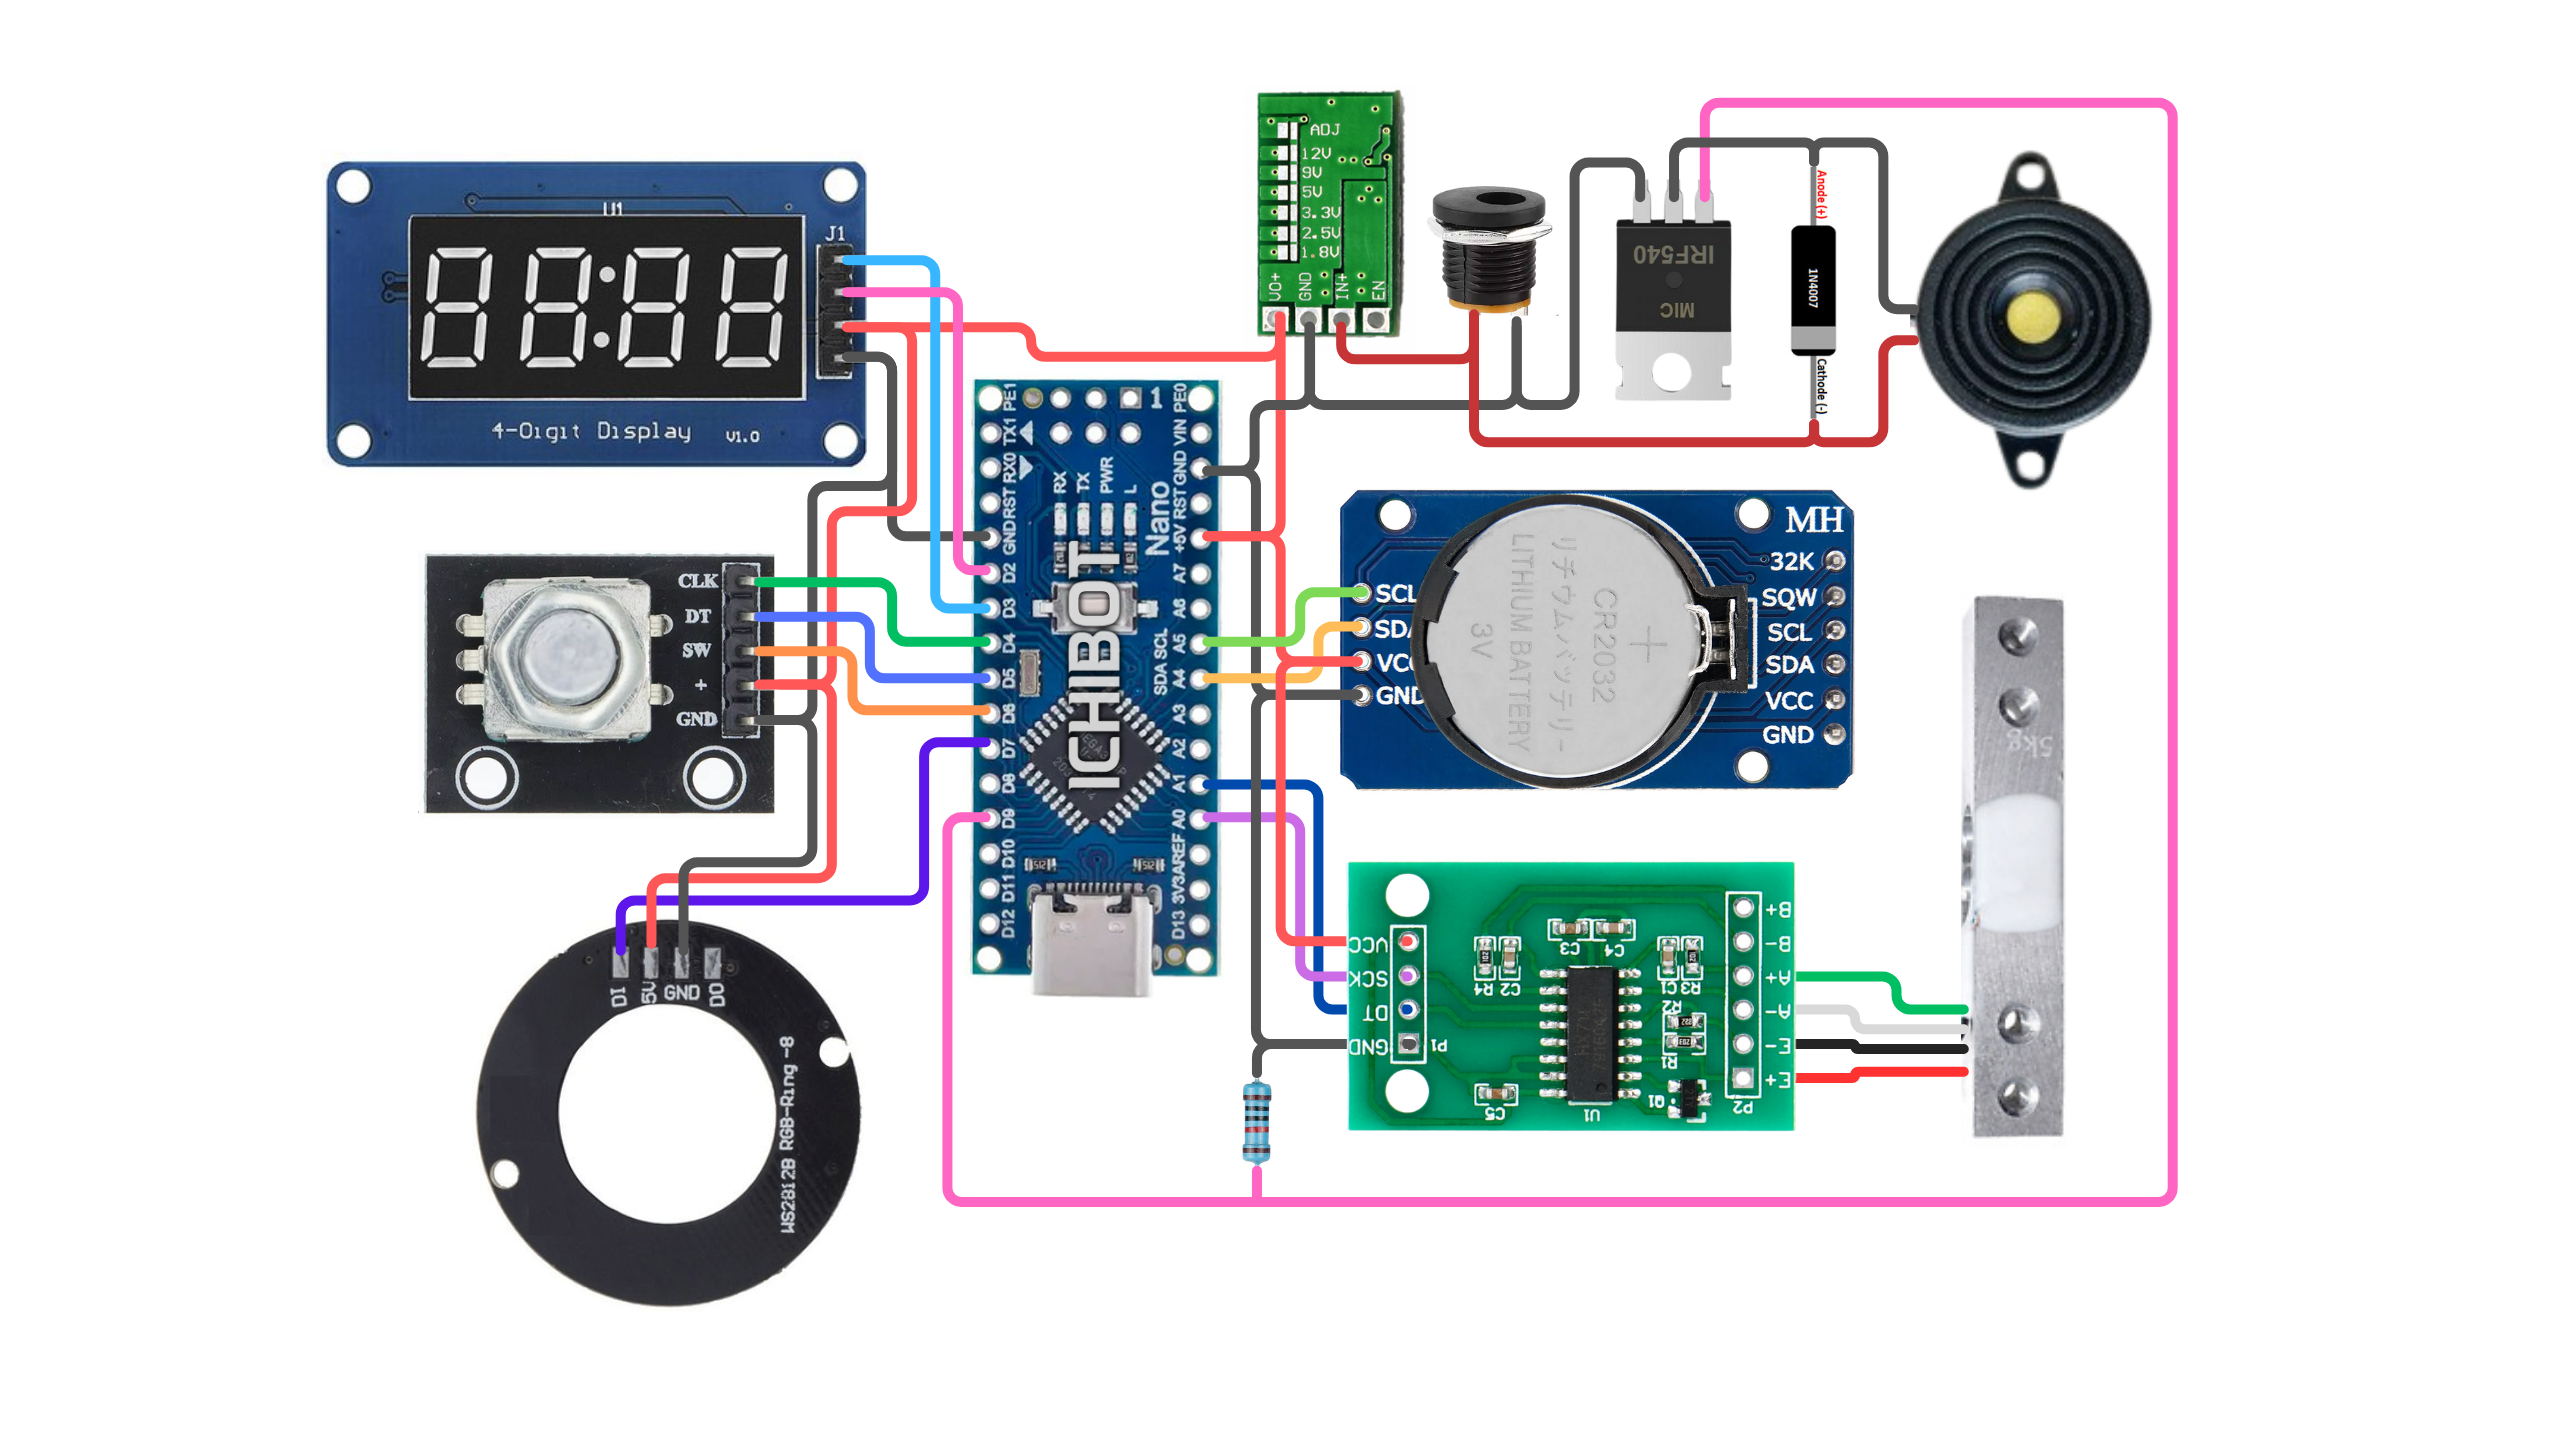 U1
J1
4-Digit Display
V1.0
CLK
DT
SW
+
GND
DI
5V
GND
DO
WS2812B RGB-Ring -8
PE1
TX1
RX0
RST
GND
D2
D3
D4
D5
D6
D7
D8
D9
D10
D11
D12
PE0
VIN
GND
RST
+5V
A7
A6
A5
A4
A3
A2
A1
A0
AREF
3V3
D13
SDA SCL
1
RX
TX
PWR
L
Nano
ICHIBOT
512
512
ADJ
12V
9V
5V
3.3V
2.5V
1.8V
VO+
GND
IN+
EN
IRF540
MIC
Anode (+)
1N4007
Cathode (-)
MH
32K
SQW
SCL
SDA
VCC
GND
SCL
SDA
VCC
GND
CR2032
リチウムバッテリー
LITHIUM BATTERY
3V
+
5kg
VCC
SCK
DT
GND
P1
R4
C2
C3
C4
C1
R3
R2
R1
Q1
C5
U1
P2
B+
B-
A+
A-
E-
E+